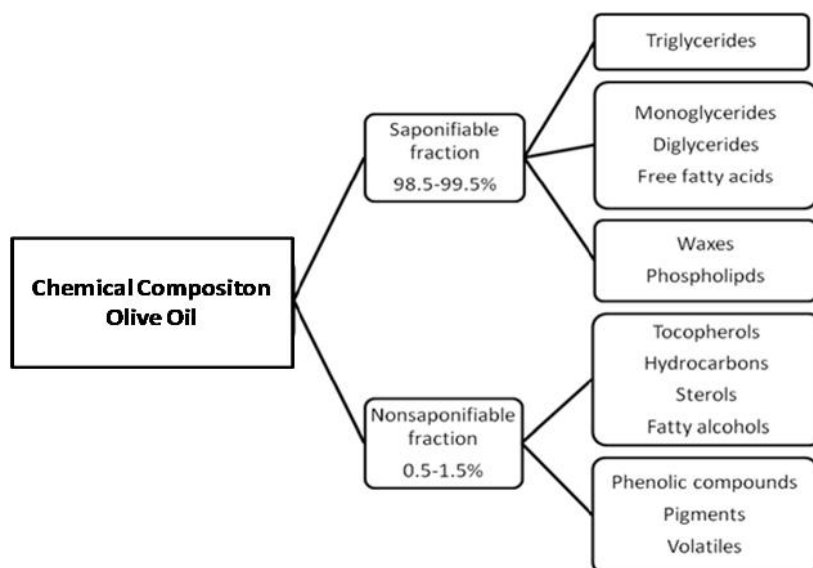 Chemical Compositon
Olive Oil
Saponifiable
fraction
98.5-99.5%
Triglycerides
Monoglycerides
Diglycerides
Free fatty acids
Waxes
Phospholipds
Nonsaponifiable
fraction
0.5-1.5%
Tocopherols
Hydrocarbons
Sterols
Fatty alcohols
Phenolic compounds
Pigments
Volatiles